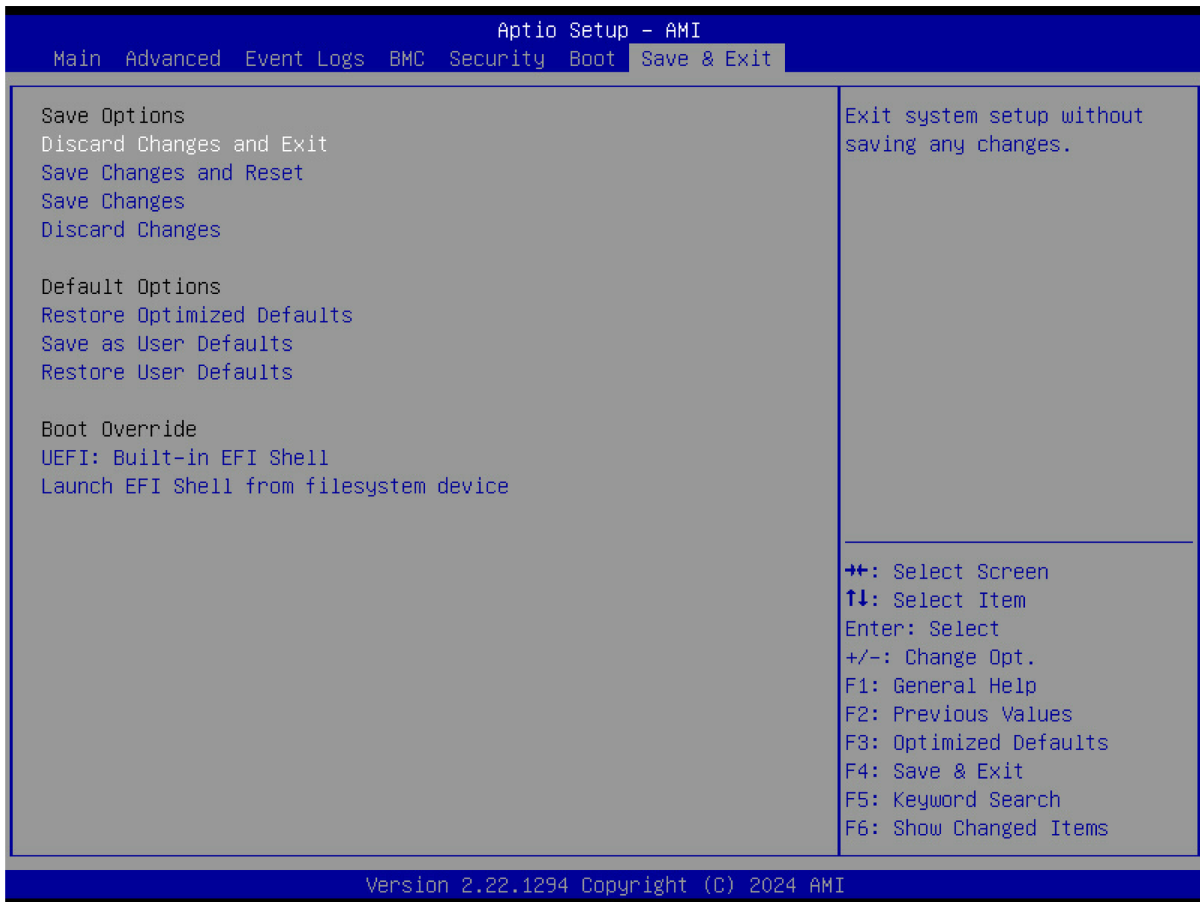 Aptio Setup – AMI
Main Advanced Event Logs BMC Security Boot Save & Exit
Save Options
Discard Changes and Exit
Save Changes and Reset
Save Changes
Discard Changes
Default Options
Restore Optimized Defaults
Save as User Defaults
Restore User Defaults
Boot Override
UEFI: Built-in EFI Shell
Launch EFI Shell from filesystem device
Exit system setup without
saving any changes.
→←: Select Screen
↑↓: Select Item
Enter: Select
+/-: Change Opt.
F1: General Help
F2: Previous Values
F3: Optimized Defaults
F4: Save & Exit
F5: Keyword Search
F6: Show Changed Items
Version 2.22.1294 Copyright (C) 2024 AMI